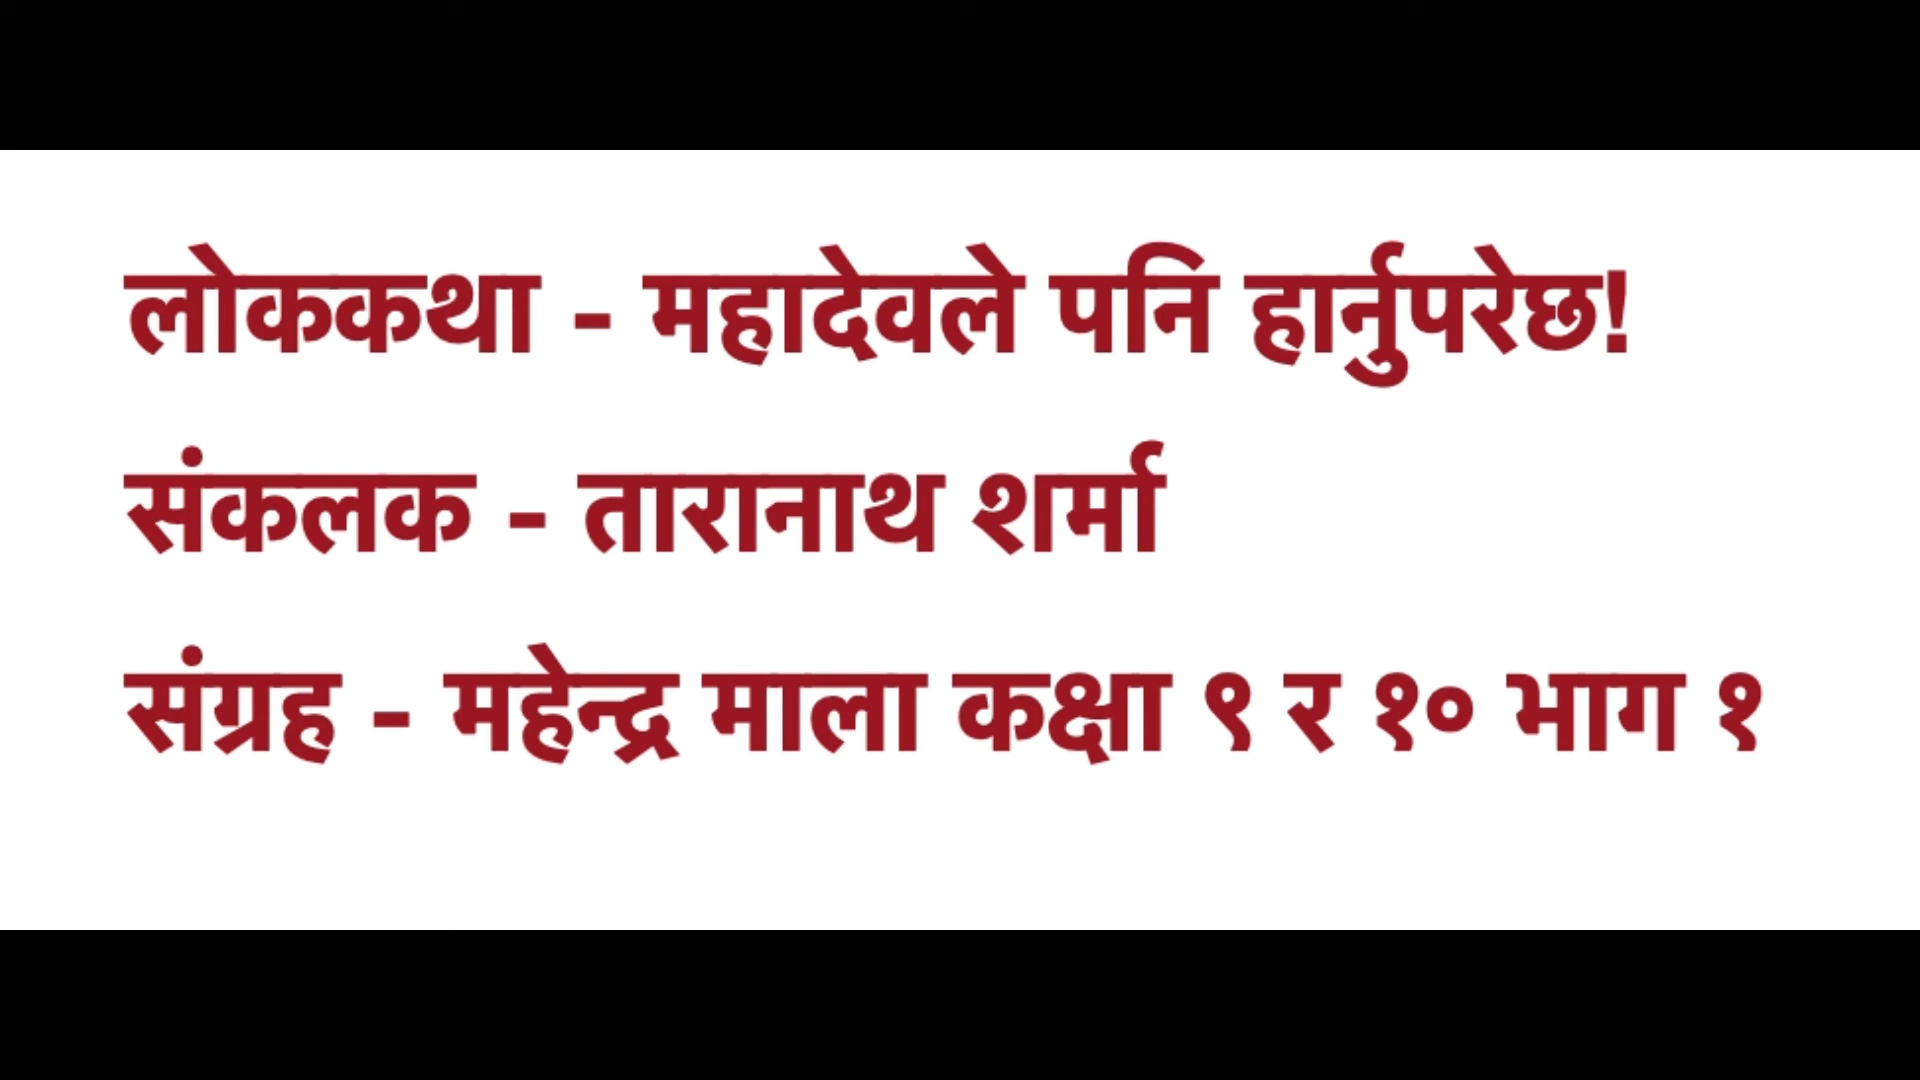 लोककथा - महादेवले पनि हार्नुपरेछ!
संकलक - तारानाथ शर्मा
संग्रह - महेन्द्र माला कक्षा ९ र १० भाग १